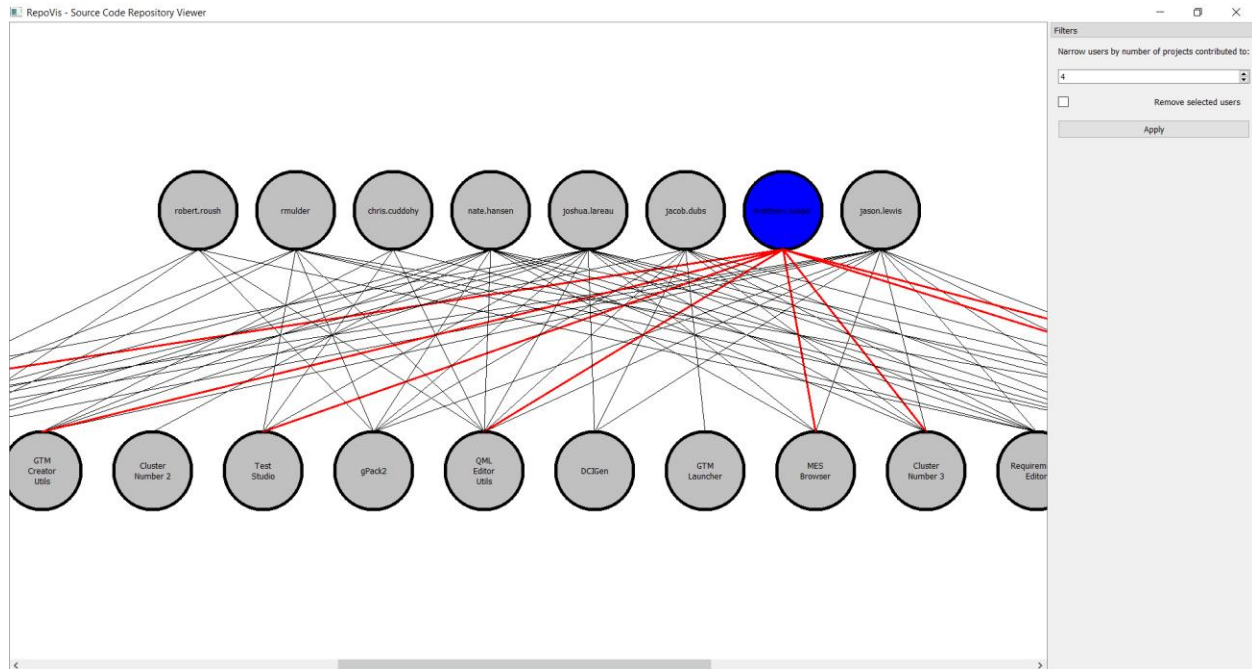 RepoVis - Source Code Repository Viewer
Filters
Narrow users by number of projects contributed to:
4
Remove selected users
Apply
robert.roush
rmulder
chris.cuddohy
nate.hansen
joshua.lareau
jacob.dubs
jason.lewis
GTM
Creator
Utils
Cluster
Number 2
Test
Studio
gPack2
QML
Editor
Utils
DCIGen
GTM
Launcher
MES
Browser
Cluster
Number 3
Requirem
Editor